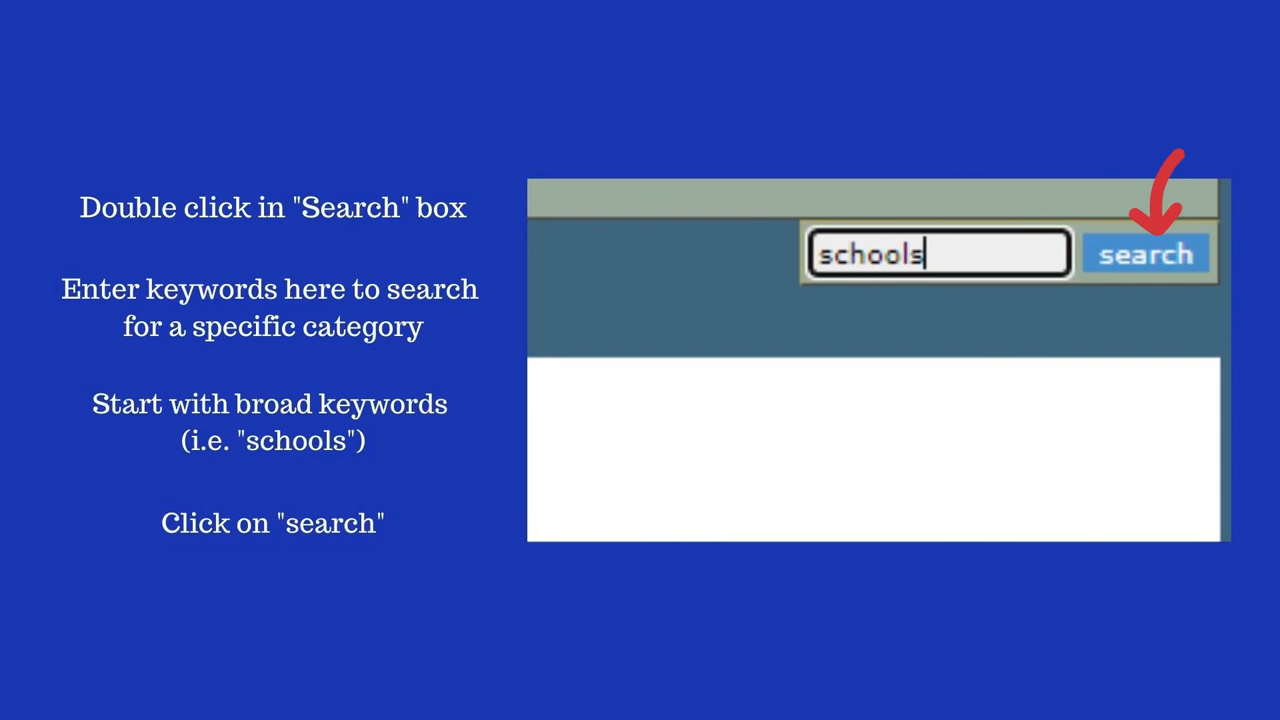 Double click in "Search" box
Enter keywords here to search
for a specific category
Start with broad keywords
(i.e. "schools")
Click on "search"
schools
search